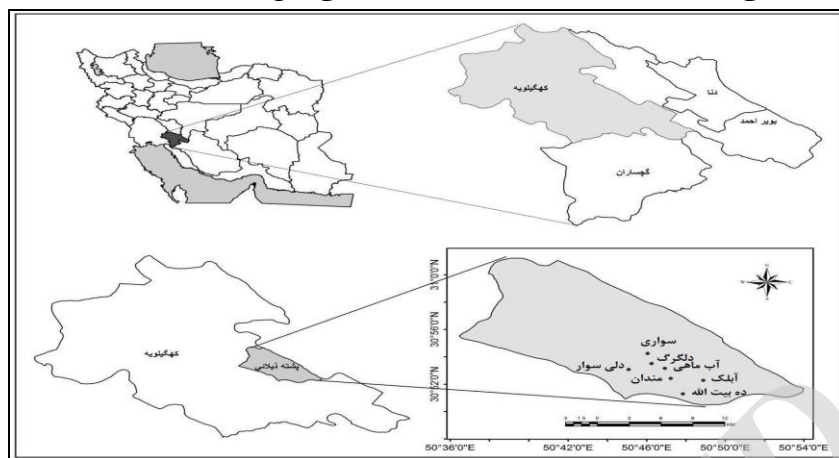 کهگیلویه
دنا
بویر احمد
گچساران
کهگیلویه
پشته ذیلائی
N
W
E
S
سواری
دلگرگ
آب ماهی
دلی سوار
مندان
آبلک
ده بیت الله
31°0'0"N
30°56'0"N
30°52'0"N
50°36'0"E
50°42'0"E
50°46'0"E
50°50'0"E
50°54'0"E